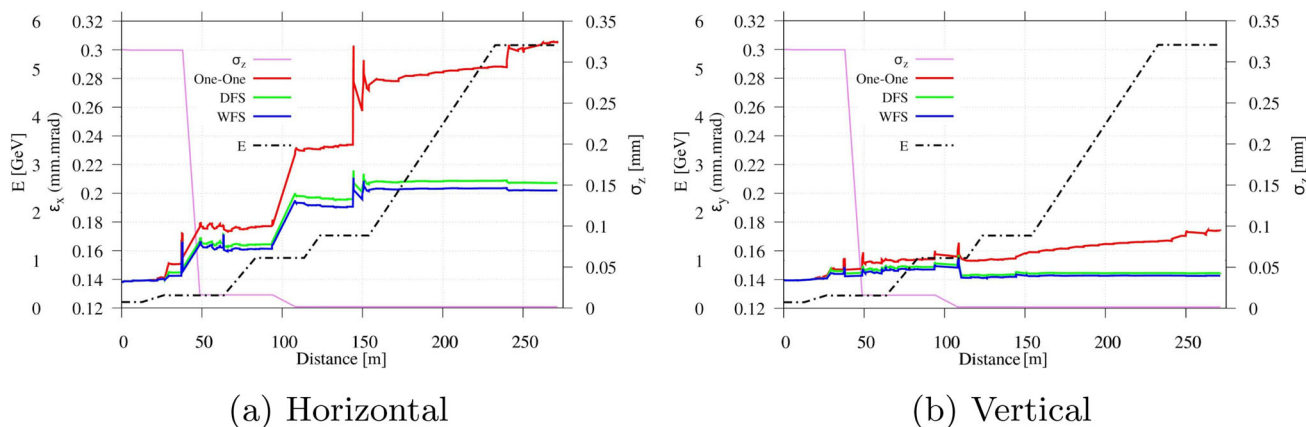 E [GeV]
εx (mm.mrad)
6
5
4
3
2
1
0
0.32
0.3
0.28
0.26
0.24
0.22
0.2
0.18
0.16
0.14
0.12
σz
One-One
DFS
WFS
E
0.35
0.3
0.25
0.2
0.15
0.1
0.05
0
σz [mm]
0 50 100 150 200 250
Distance [m]
(a) Horizontal
E [GeV]
εy (mm.mrad)
6
5
4
3
2
1
0
0.32
0.3
0.28
0.26
0.24
0.22
0.2
0.18
0.16
0.14
0.12
σz
One-One
DFS
WFS
E
0.35
0.3
0.25
0.2
0.15
0.1
0.05
0
σz [mm]
0 50 100 150 200 250
Distance [m]
(b) Vertical